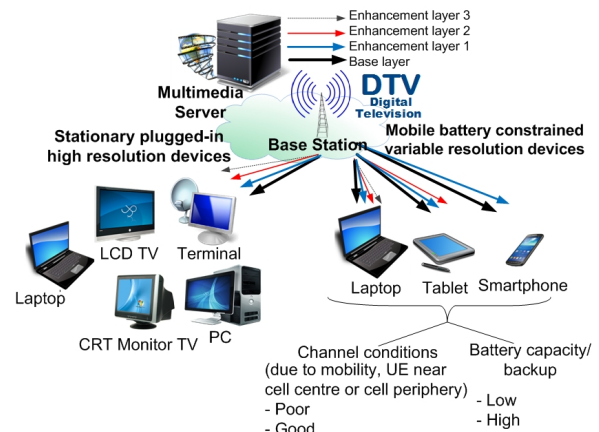 Enhancement layer 3
Enhancement layer 2
Enhancement layer 1
Base layer
Multimedia
Server
DTV
Digital
Television
Stationary plugged-in
high resolution devices
Base Station
Mobile battery constrained
variable resolution devices
LCD TV
Terminal
Laptop
CRT Monitor TV
PC
Laptop
Tablet
Smartphone
Channel conditions
(due to mobility, UE near
cell centre or cell periphery)
- Poor
- Good
Battery capacity/
backup
- Low
- High